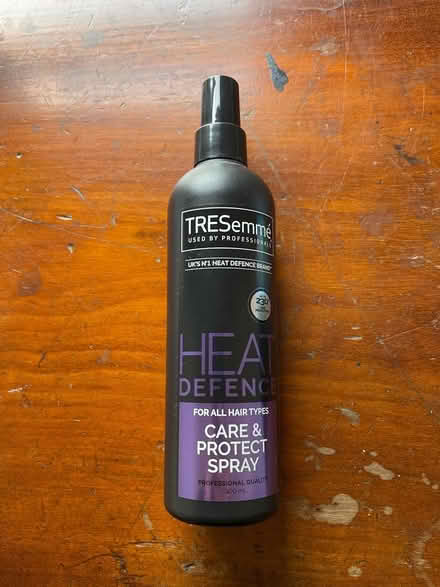 TRESemmé
USED BY PROFESSIONALS
UK'S Nº1 HEAT DEFENCE BRAND
230°
HEAT
DEFENCE
FOR ALL HAIR TYPES
CARE &
PROTECT
SPRAY
PROFESSIONAL QUALITY